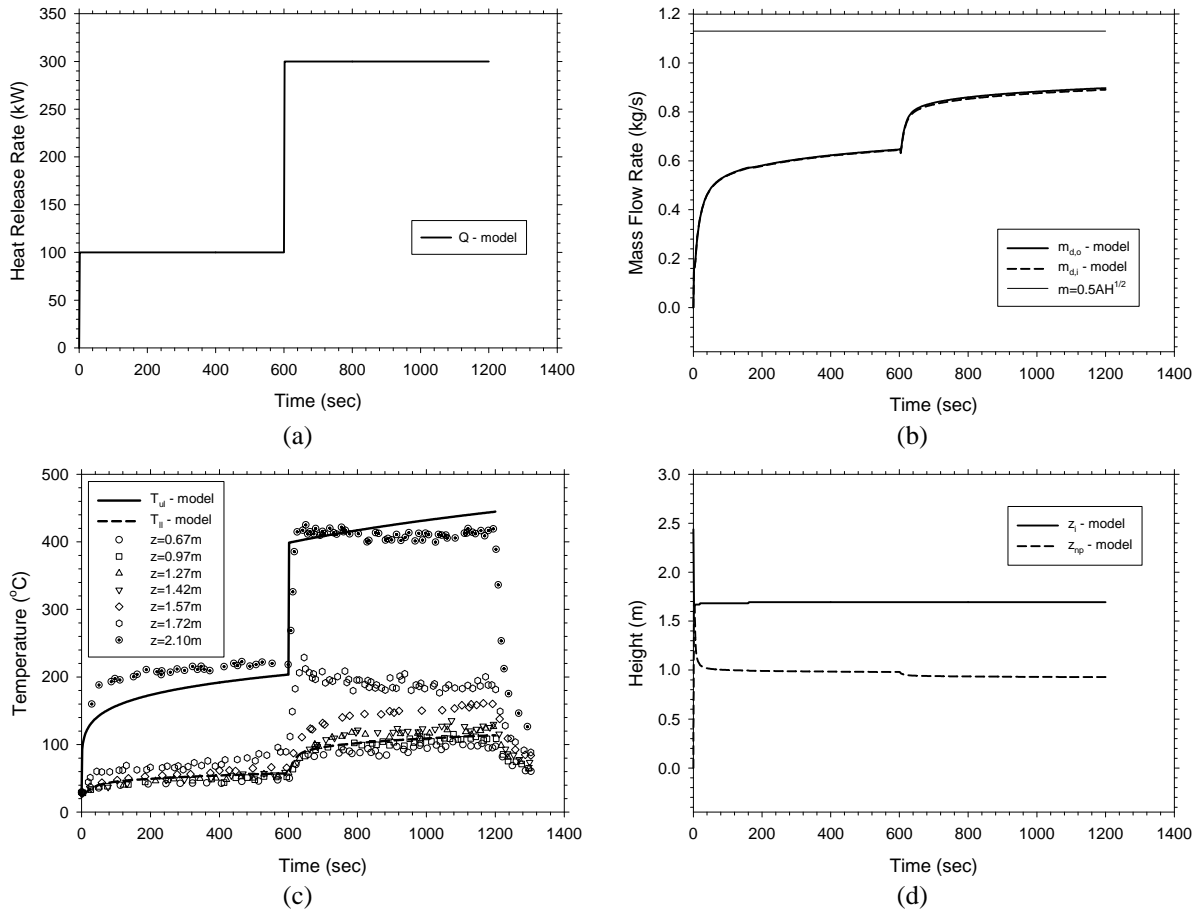 Heat Release Rate (kW)
350
300
250
200
150
100
50
0
Q - model
0 200 400 600 800 1000 1200 1400
Time (sec)
(a)
Mass Flow Rate (kg/s)
1.2
1.0
0.8
0.6
0.4
0.2
0.0
m_d,o - model
m_d,i - model
m=0.5AH^1/2
0 200 400 600 800 1000 1200 1400
Time (sec)
(b)
Temperature (°C)
500
400
300
200
100
0
T_ul - model
T_ll - model
z=0.67m
z=0.97m
z=1.27m
z=1.42m
z=1.57m
z=1.72m
z=2.10m
0 200 400 600 800 1000 1200 1400
Time (sec)
(c)
Height (m)
3.0
2.5
2.0
1.5
1.0
0.5
0.0
z_i - model
z_np - model
0 200 400 600 800 1000 1200 1400
Time (sec)
(d)